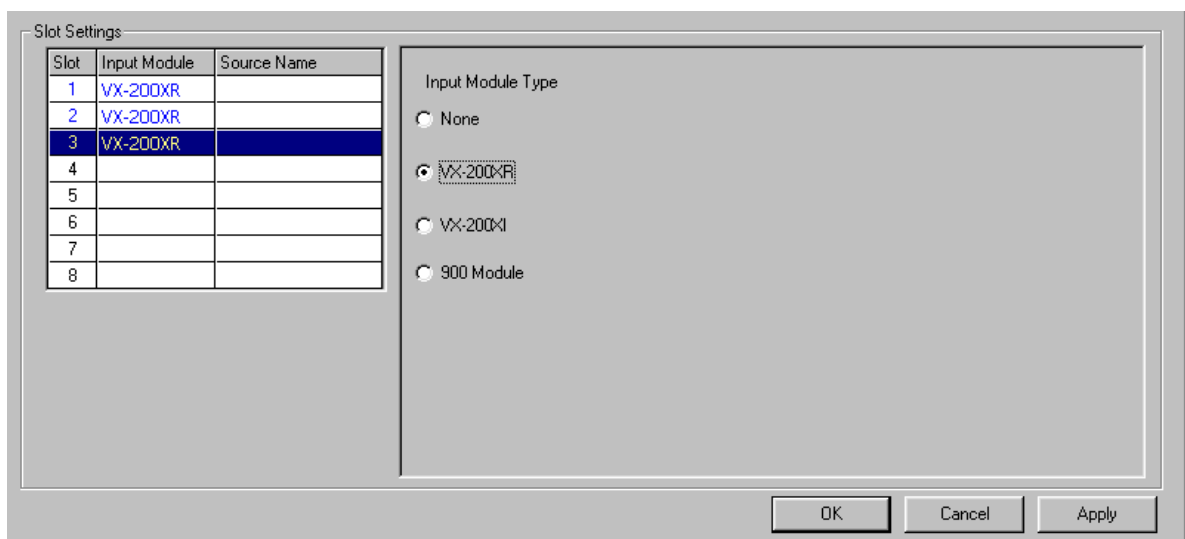 Slot Settings
Slot Input Module Source Name
1 VX-200XR
2 VX-200XR
3 VX-200XR
4
5
6
7
8
Input Module Type
None
VX-200XR
VX-200XI
900 Module
OK Cancel Apply